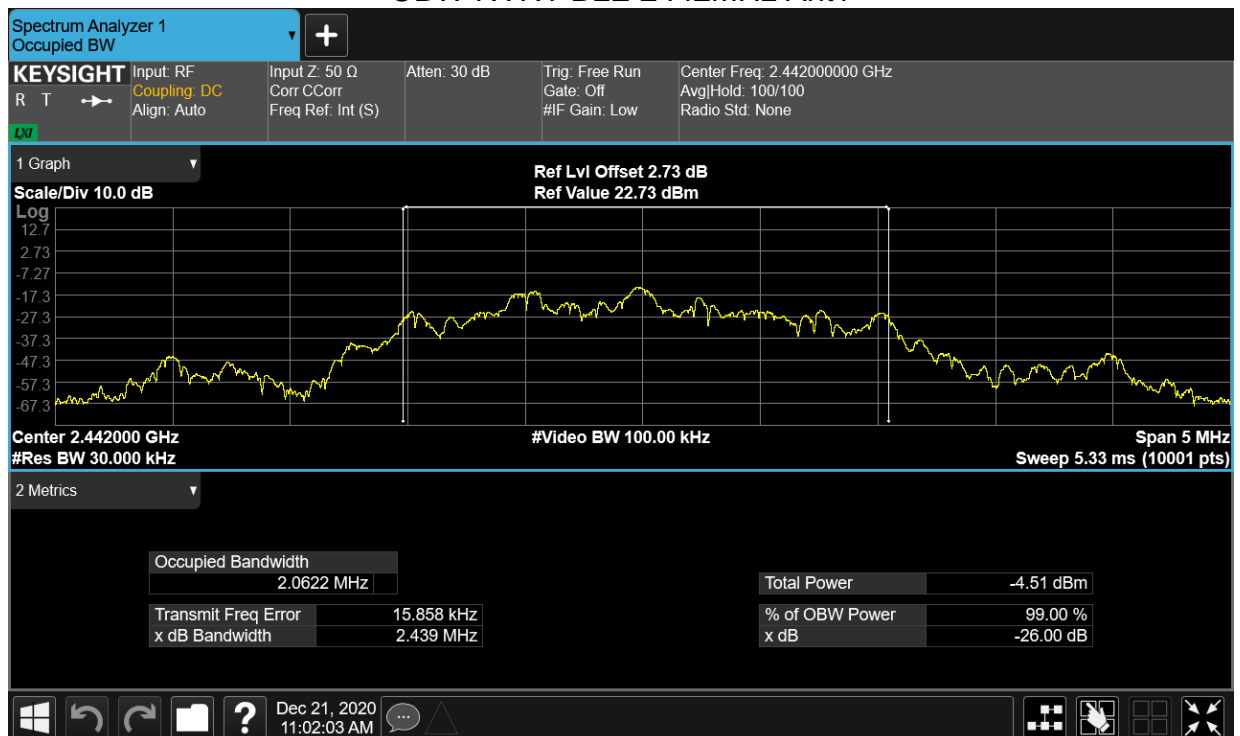 Spectrum Analyzer 1
Occupied BW
KEYSIGHT
R T
LXI
Input: RF
Coupling: DC
Align: Auto
Input Z: 50 Ω
Corr CCorr
Freq Ref: Int (S)
Atten: 30 dB
Trig: Free Run
Gate: Off
#IF Gain: Low
Center Freq: 2.442000000 GHz
Avg|Hold: 100/100
Radio Std: None
1 Graph
Scale/Div 10.0 dB
Ref Lvl Offset 2.73 dB
Ref Value 22.73 dBm
Log
12.7
2.73
-7.27
-17.3
-27.3
-37.3
-47.3
-57.3
-67.3
Center 2.442000 GHz
#Video BW 100.00 kHz
Span 5 MHz
#Res BW 30.000 kHz
Sweep 5.33 ms (10001 pts)
2 Metrics
Occupied Bandwidth
2.0622 MHz
Total Power -4.51 dBm
Transmit Freq Error 15.858 kHz
% of OBW Power 99.00 %
x dB Bandwidth 2.439 MHz
x dB -26.00 dB
?
Dec 21, 2020
11:02:03 AM